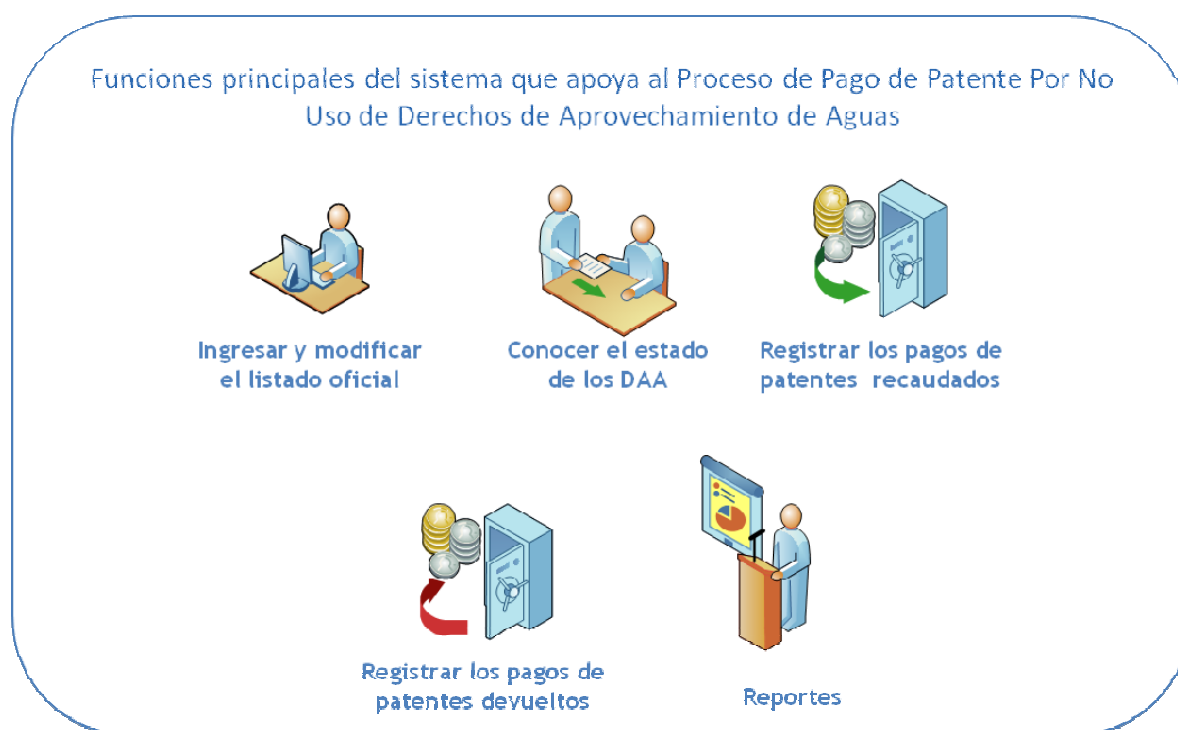 Funciones principales del sistema que apoya al Proceso de Pago de Patente Por No
Uso de Derechos de Aprovechamiento de Aguas
Ingresar y modificar
el listado oficial
Conocer el estado
de los DAA
Registrar los pagos de
patentes recaudados
Registrar los pagos de
patentes devueltos
Reportes